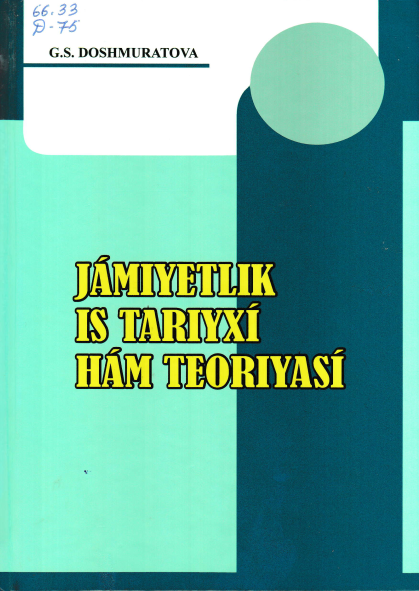 66.33
Д-75
G.S. DOSHMURATOVA
JÁMIYETLIK
IS TARIYXÍ
HÁM TEORIYASÍ